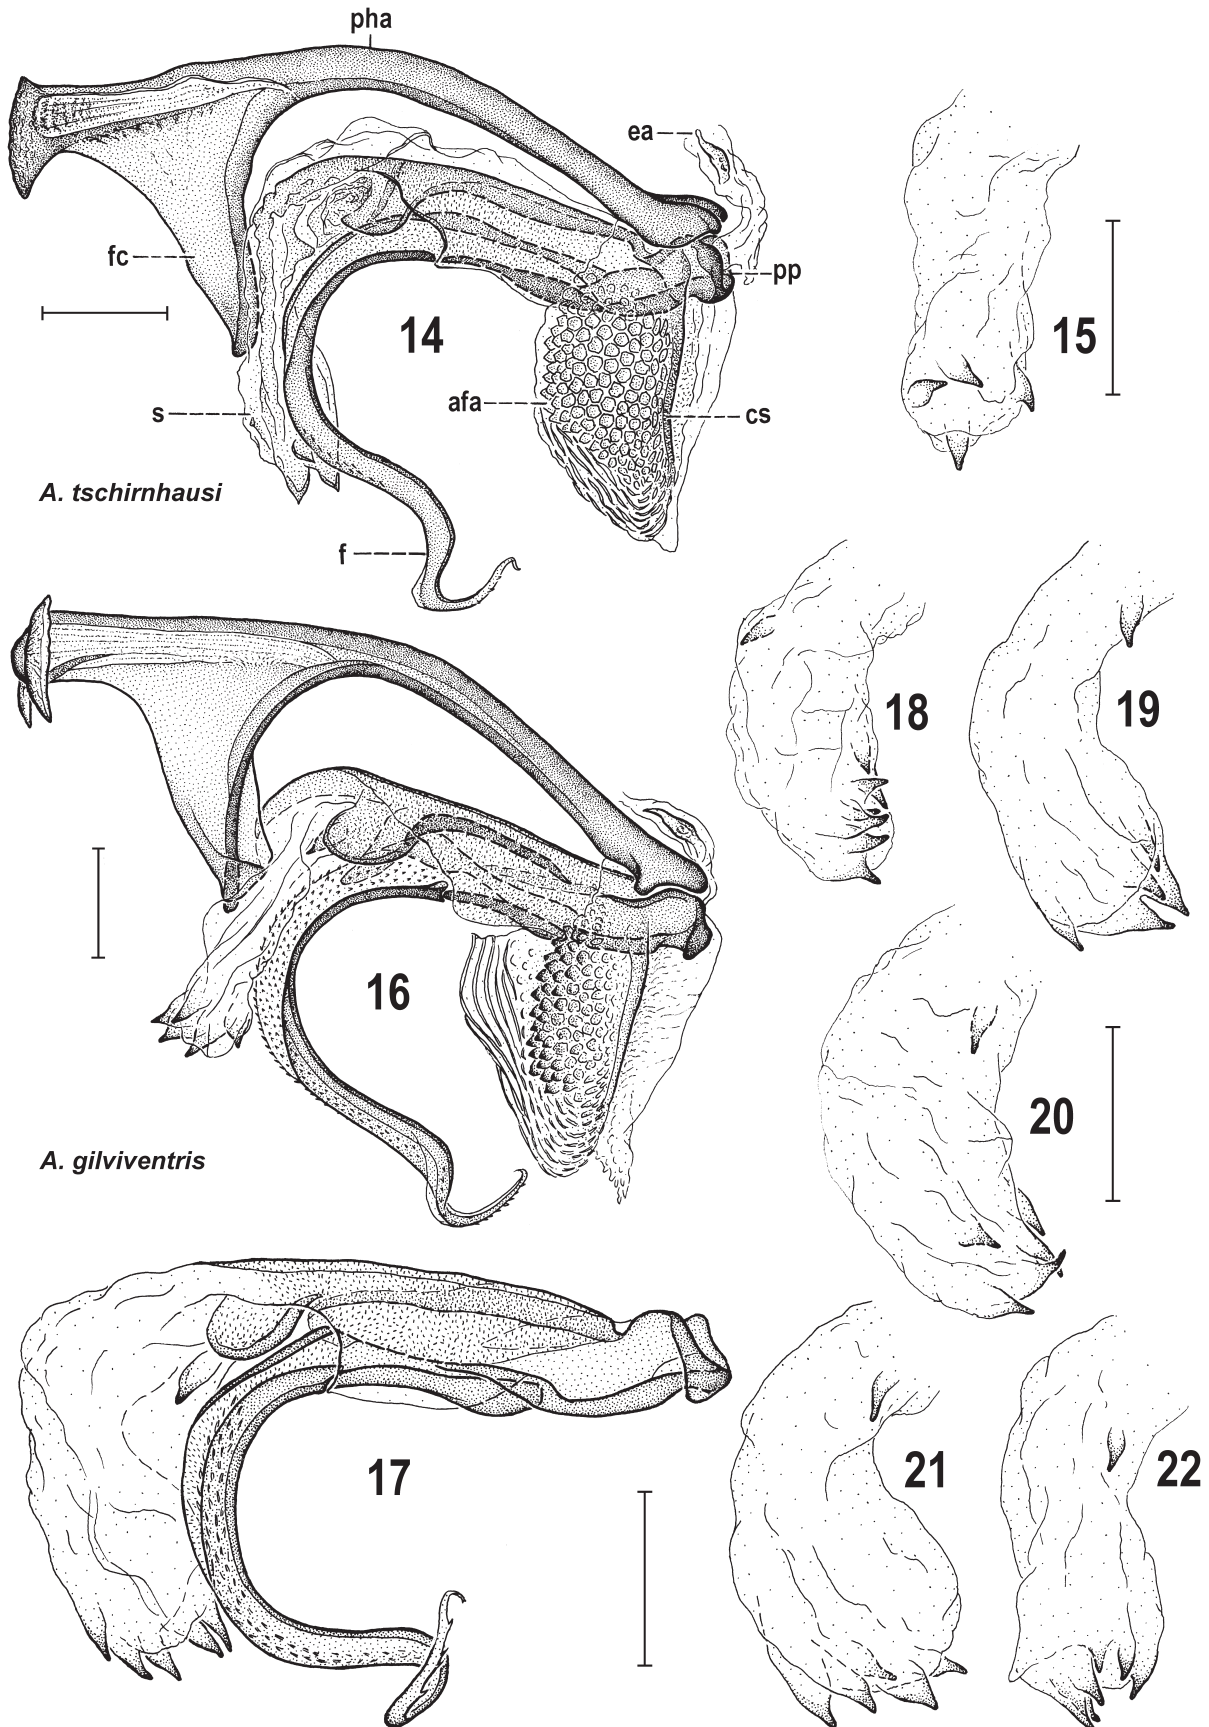 pha
ea
fc
pp
14
15
afa
cs
s
A. tschirnhausi
f
18
19
16
20
A. gilviventris
17
21
22